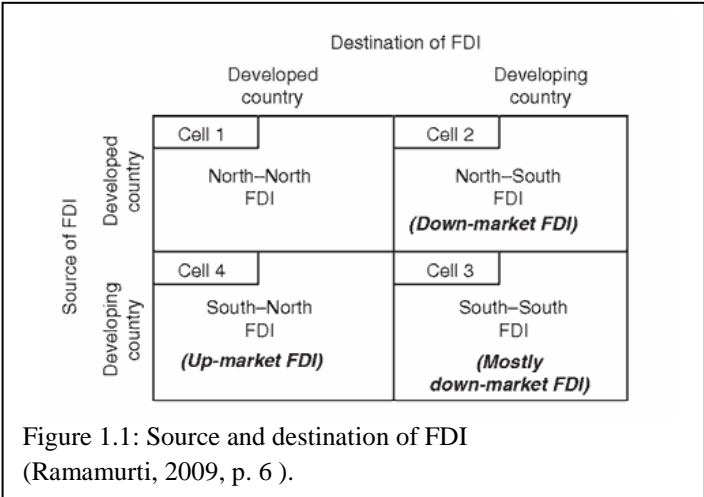 Destination of FDI
Developed
country
Developing
country
Source of FDI
Developed
country
Cell 1
North–North
FDI
Cell 2
North–South
FDI
(Down-market FDI)
Developing
country
Cell 4
South–North
FDI
(Up-market FDI)
Cell 3
South–South
FDI
(Mostly
down-market FDI)
Figure 1.1: Source and destination of FDI
(Ramamurti, 2009, p. 6 ).